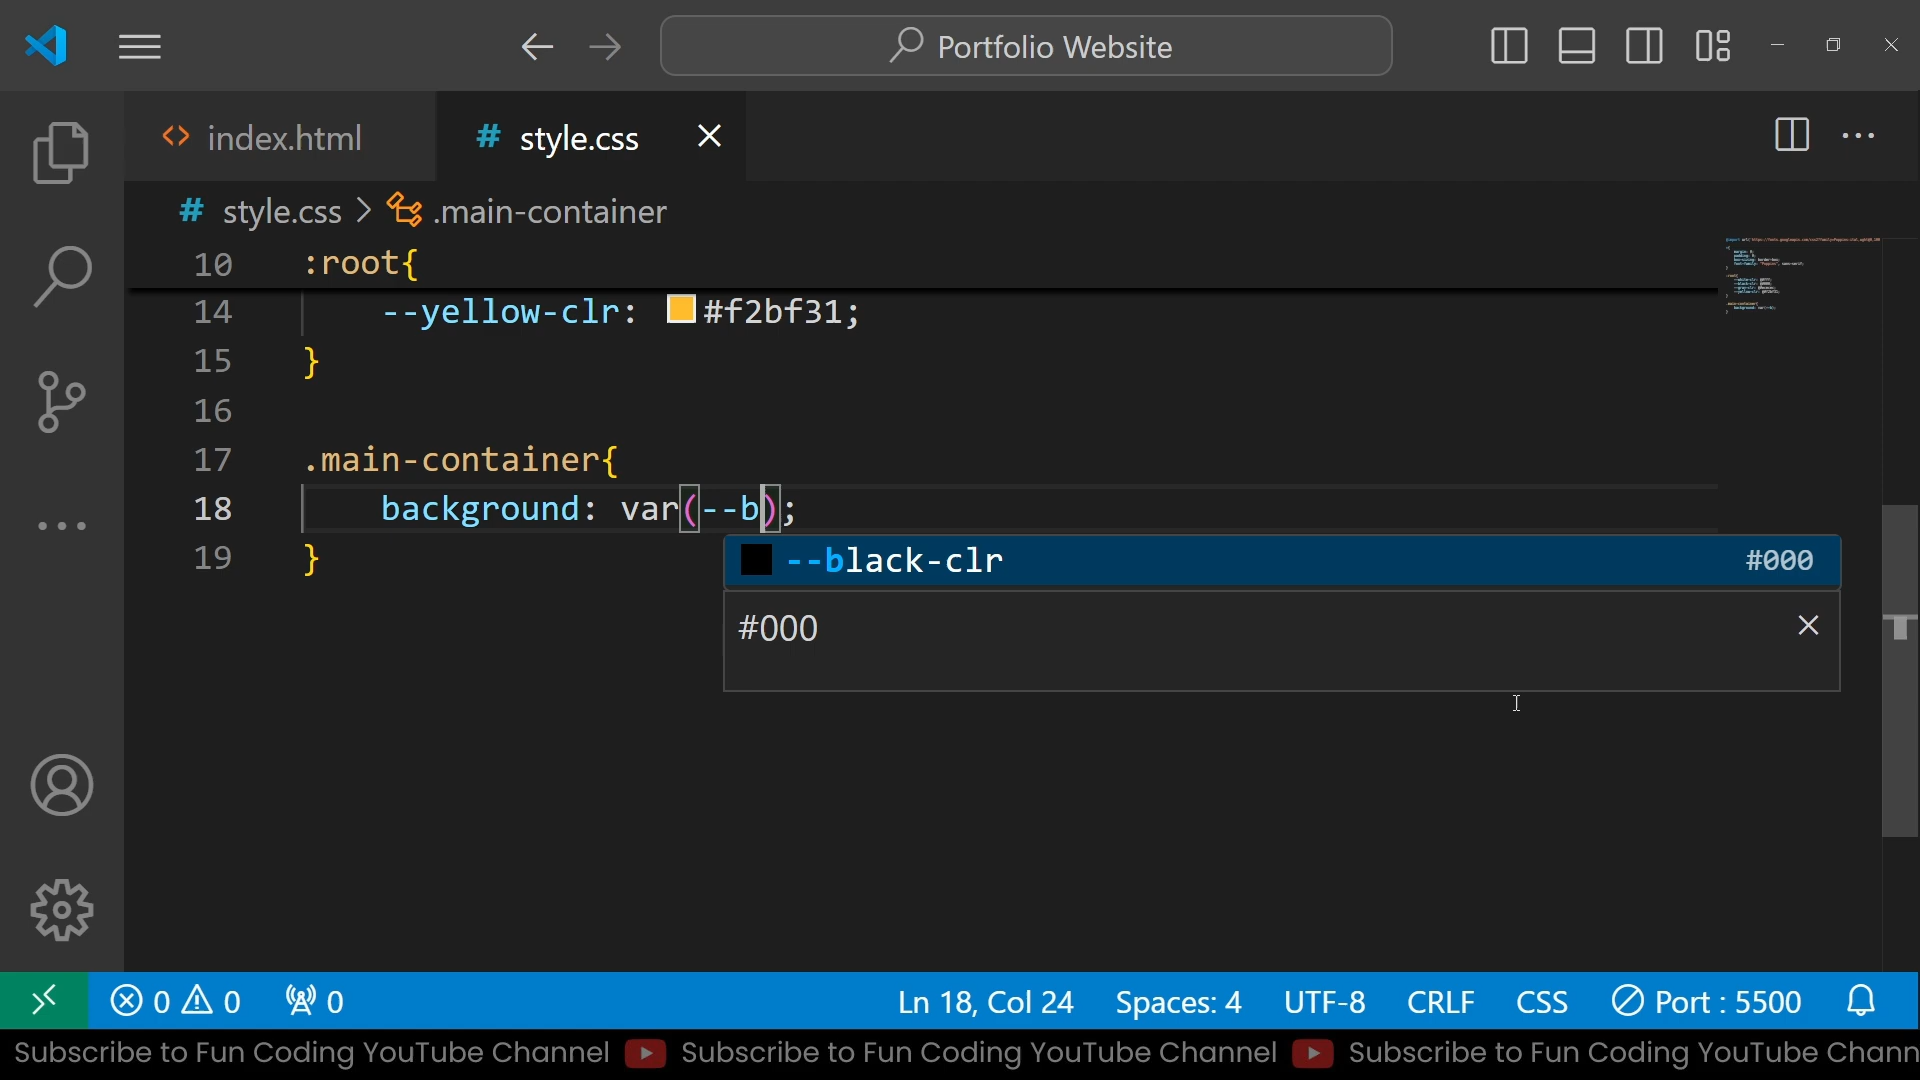 Portfolio Website
index.html
# style.css
# style.css > .main-container
10 :root{
14 --yellow-clr: #f2bf31;
15 }
16
17 .main-container{
18 background: var(--b);
19 }
--black-clr #000
#000
0 0 0 Ln 18, Col 24 Spaces: 4 UTF-8 CRLF CSS Port : 5500
Subscribe to Fun Coding YouTube Channel Subscribe to Fun Coding YouTube Channel Subscribe to Fun Coding YouTube Chann